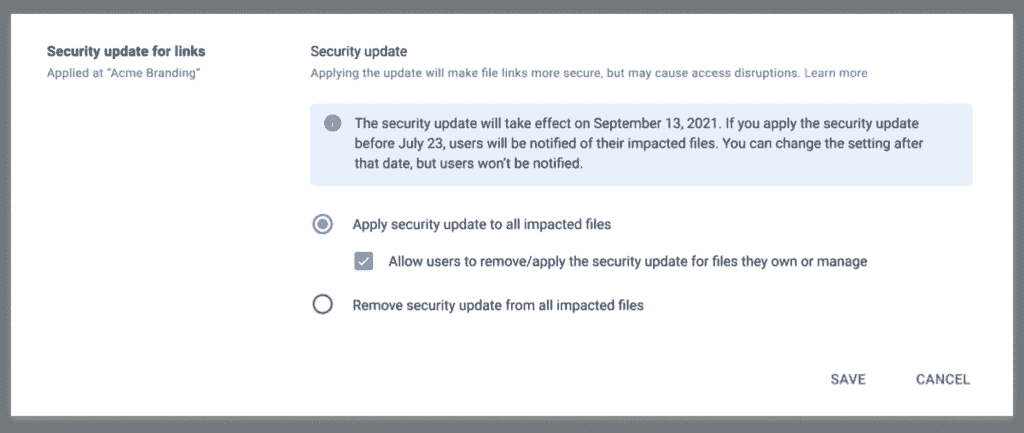 Security update for links
Applied at "Acme Branding"
Security update
Applying the update will make file links more secure, but may cause access disruptions. Learn more
The security update will take effect on September 13, 2021. If you apply the security update
before July 23, users will be notified of their impacted files. You can change the setting after
that date, but users won't be notified.
Apply security update to all impacted files
Allow users to remove/apply the security update for files they own or manage
Remove security update from all impacted files
SAVE CANCEL